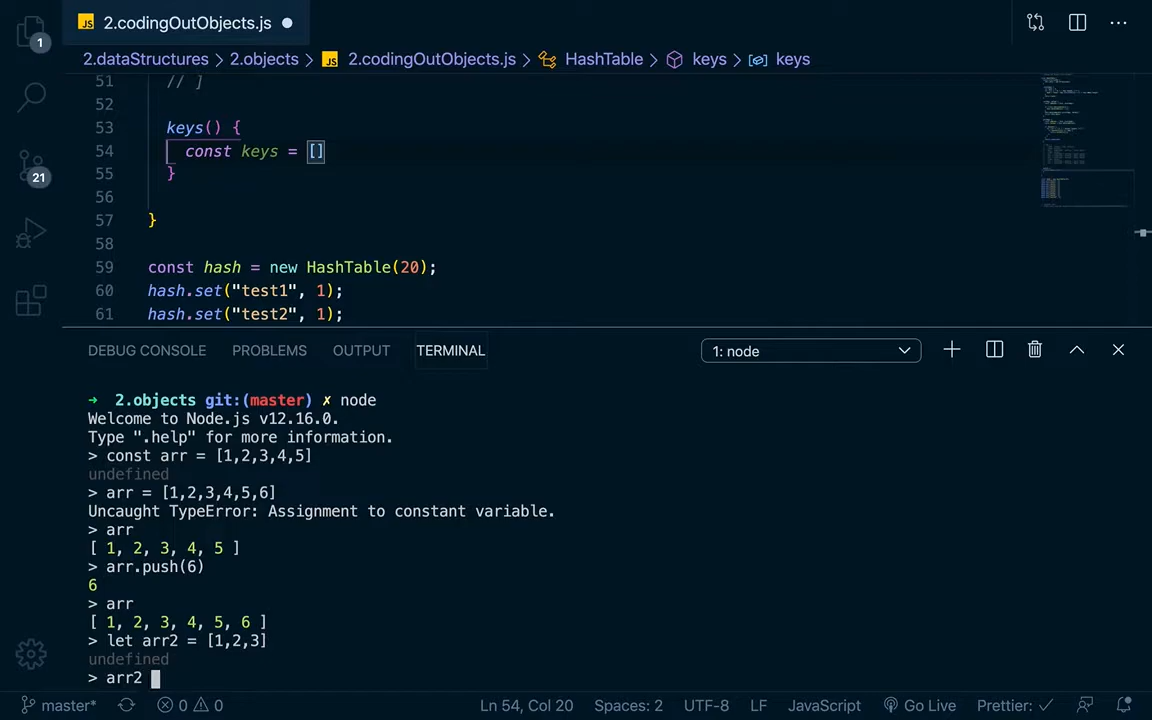 JS 2.codingOutObjects.js
1
2.dataStructures > 2.objects > JS 2.codingOutObjects.js > HashTable > keys > keys
51 // ]
52
53 keys() {
54 const keys = []
55 }
56
57 }
58
59 const hash = new HashTable(20);
60 hash.set("test1", 1);
61 hash.set("test2", 1);
21
DEBUG CONSOLE PROBLEMS OUTPUT TERMINAL 1: node
→ 2.objects git:(master) ✗ node
Welcome to Node.js v12.16.0.
Type ".help" for more information.
> const arr = [1,2,3,4,5]
undefined
> arr = [1,2,3,4,5,6]
Uncaught TypeError: Assignment to constant variable.
> arr
[ 1, 2, 3, 4, 5 ]
> arr.push(6)
6
> arr
[ 1, 2, 3, 4, 5, 6 ]
> let arr2 = [1,2,3]
undefined
> arr2
master* 0 0 Ln 54, Col 20 Spaces: 2 UTF-8 LF JavaScript Go Live Prettier: ✓